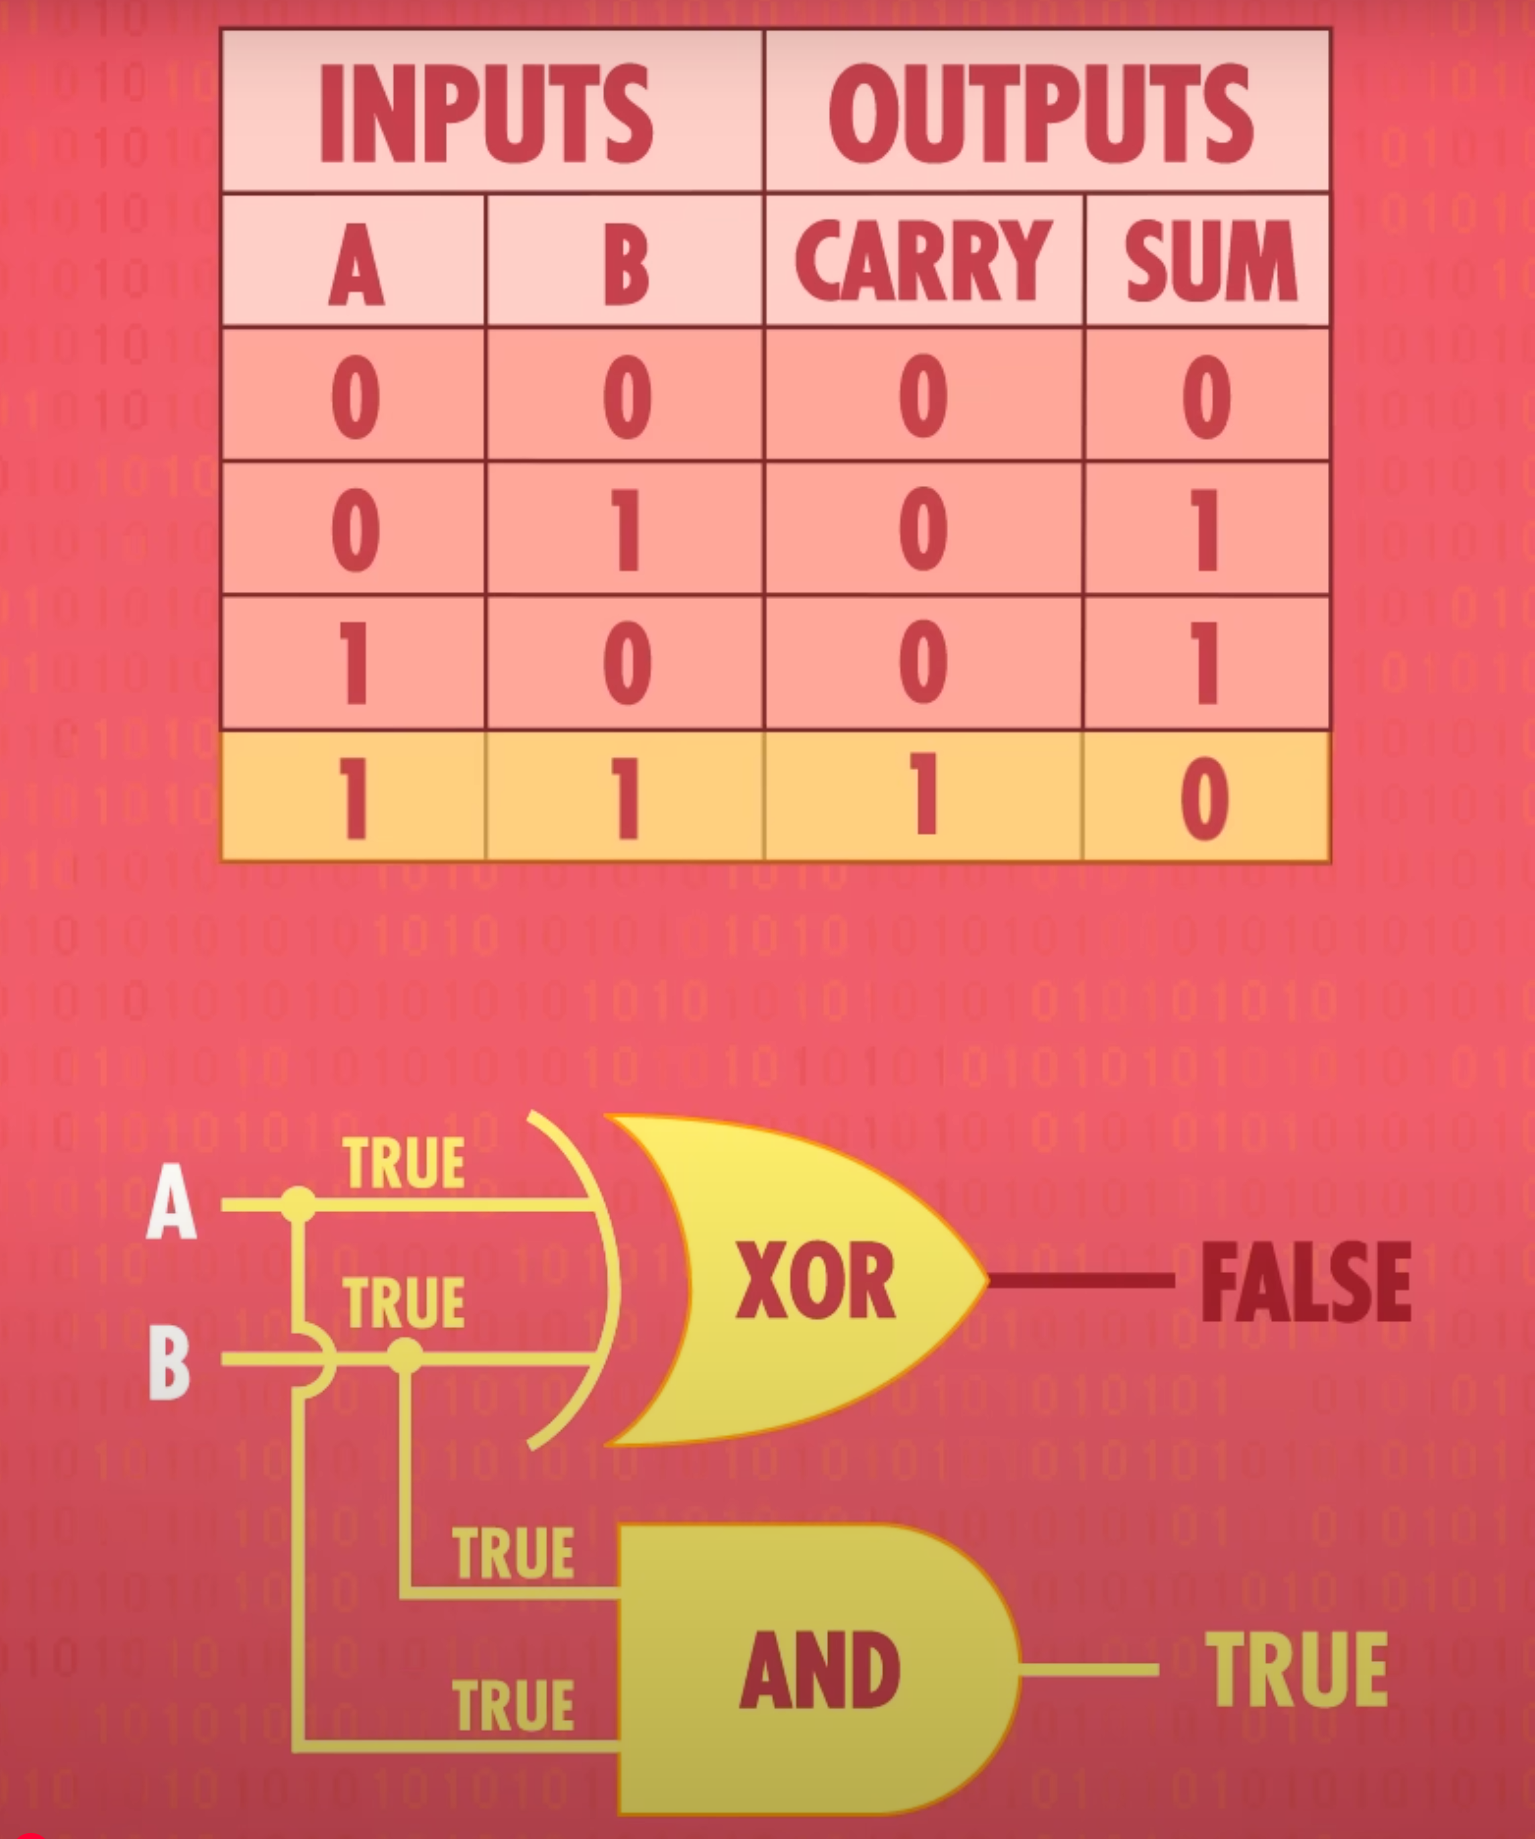 INPUTS OUTPUTS
A B CARRY SUM
0 0 0 0
0 1 0 1
1 0 0 1
1 1 1 0
A TRUE
XOR FALSE
B TRUE
TRUE
AND TRUE
TRUE